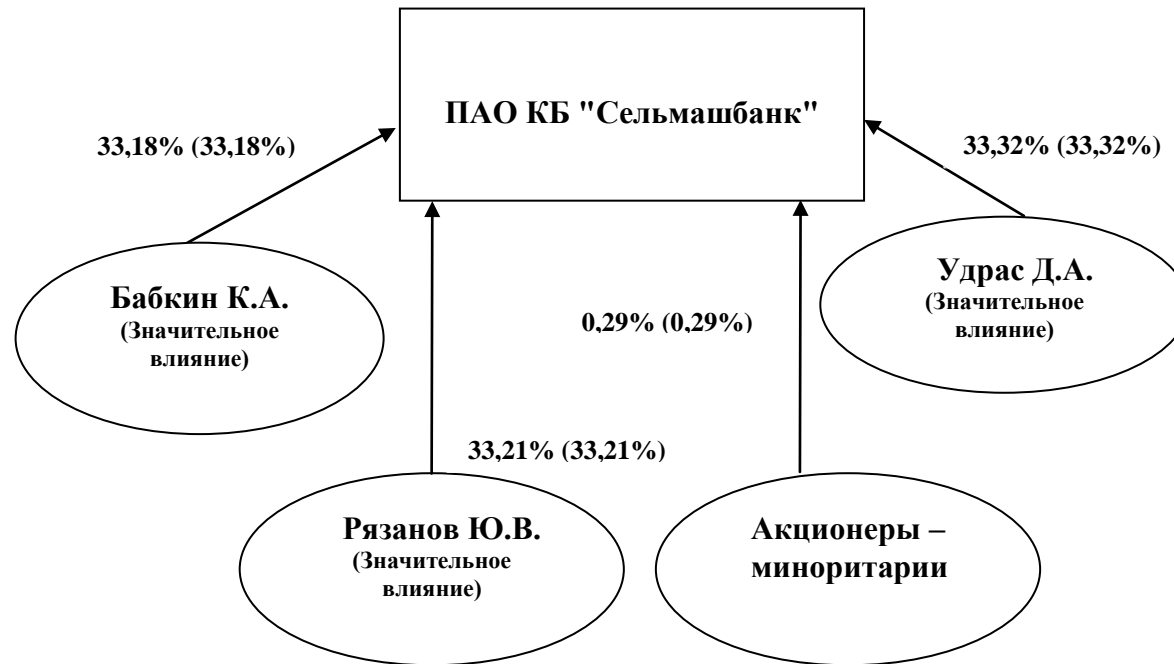 ПАО КБ "Сельмашбанк"
33,18% (33,18%)
33,32% (33,32%)
Бабкин К.А.
(Значительное
влияние)
Удрас Д.А.
(Значительное
влияние)
0,29% (0,29%)
33,21% (33,21%)
Рязанов Ю.В.
(Значительное
влияние)
Акционеры –
миноритарии